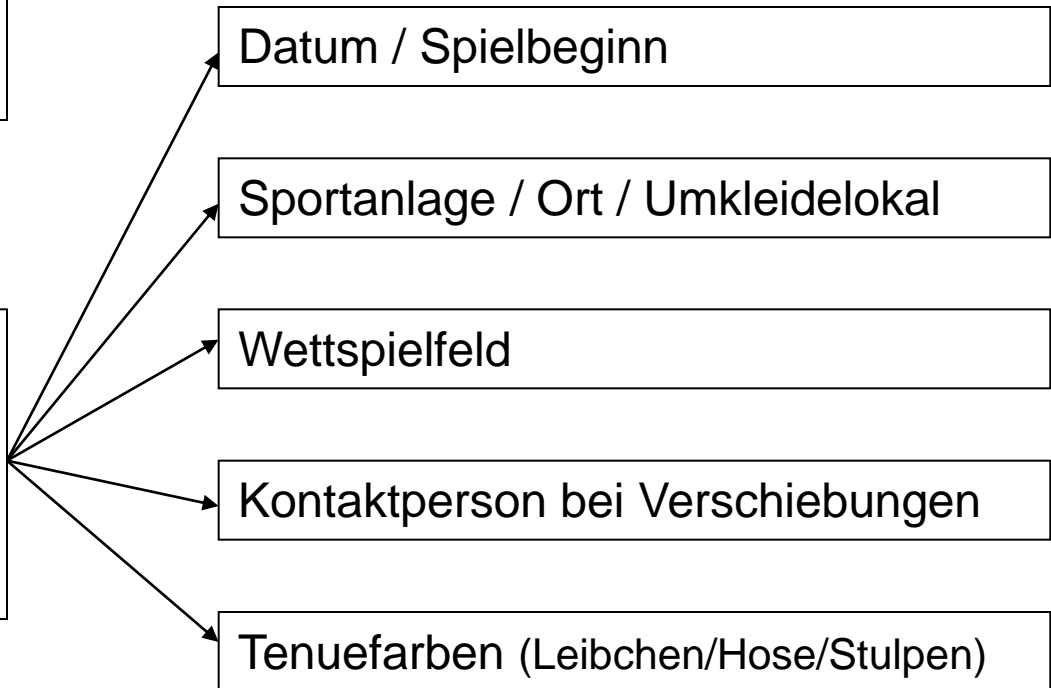 Datum / Spielbeginn
Sportanlage / Ort / Umkleidelokal
Wettspielfeld
Kontaktperson bei Verschiebungen
Tenuefarben (Leibchen/Hose/Stulpen)